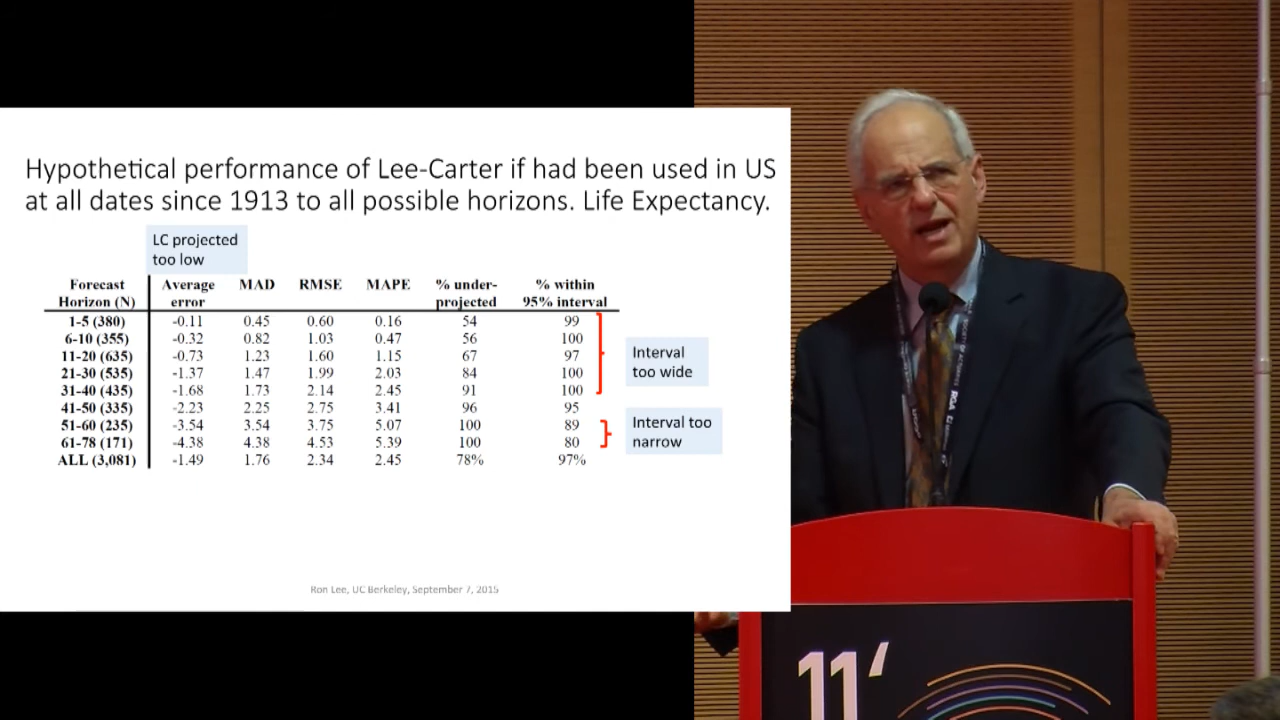 Hypothetical performance of Lee-Carter if had been used in US
at all dates since 1913 to all possible horizons. Life Expectancy.
LC projected
too low
Forecast Average MAD RMSE MAPE % under- % within
Horizon (N) error projected 95% interval
1-5 (380) -0.11 0.45 0.60 0.16 54 99
6-10 (355) -0.32 0.82 1.03 0.47 56 100
11-20 (635) -0.73 1.23 1.60 1.15 67 97
21-30 (535) -1.37 1.47 1.99 2.03 84 100
31-40 (435) -1.68 1.73 2.14 2.45 91 100
41-50 (335) -2.23 2.25 2.75 3.41 96 95
51-60 (235) -3.54 3.54 3.75 5.07 100 89
61-78 (171) -4.38 4.38 4.53 5.39 100 80
ALL (3,081) -1.49 1.76 2.34 2.45 78% 97%
Interval
too wide
Interval too
narrow
Ron Lee, UC Berkeley, September 7, 2015
RGA
11'